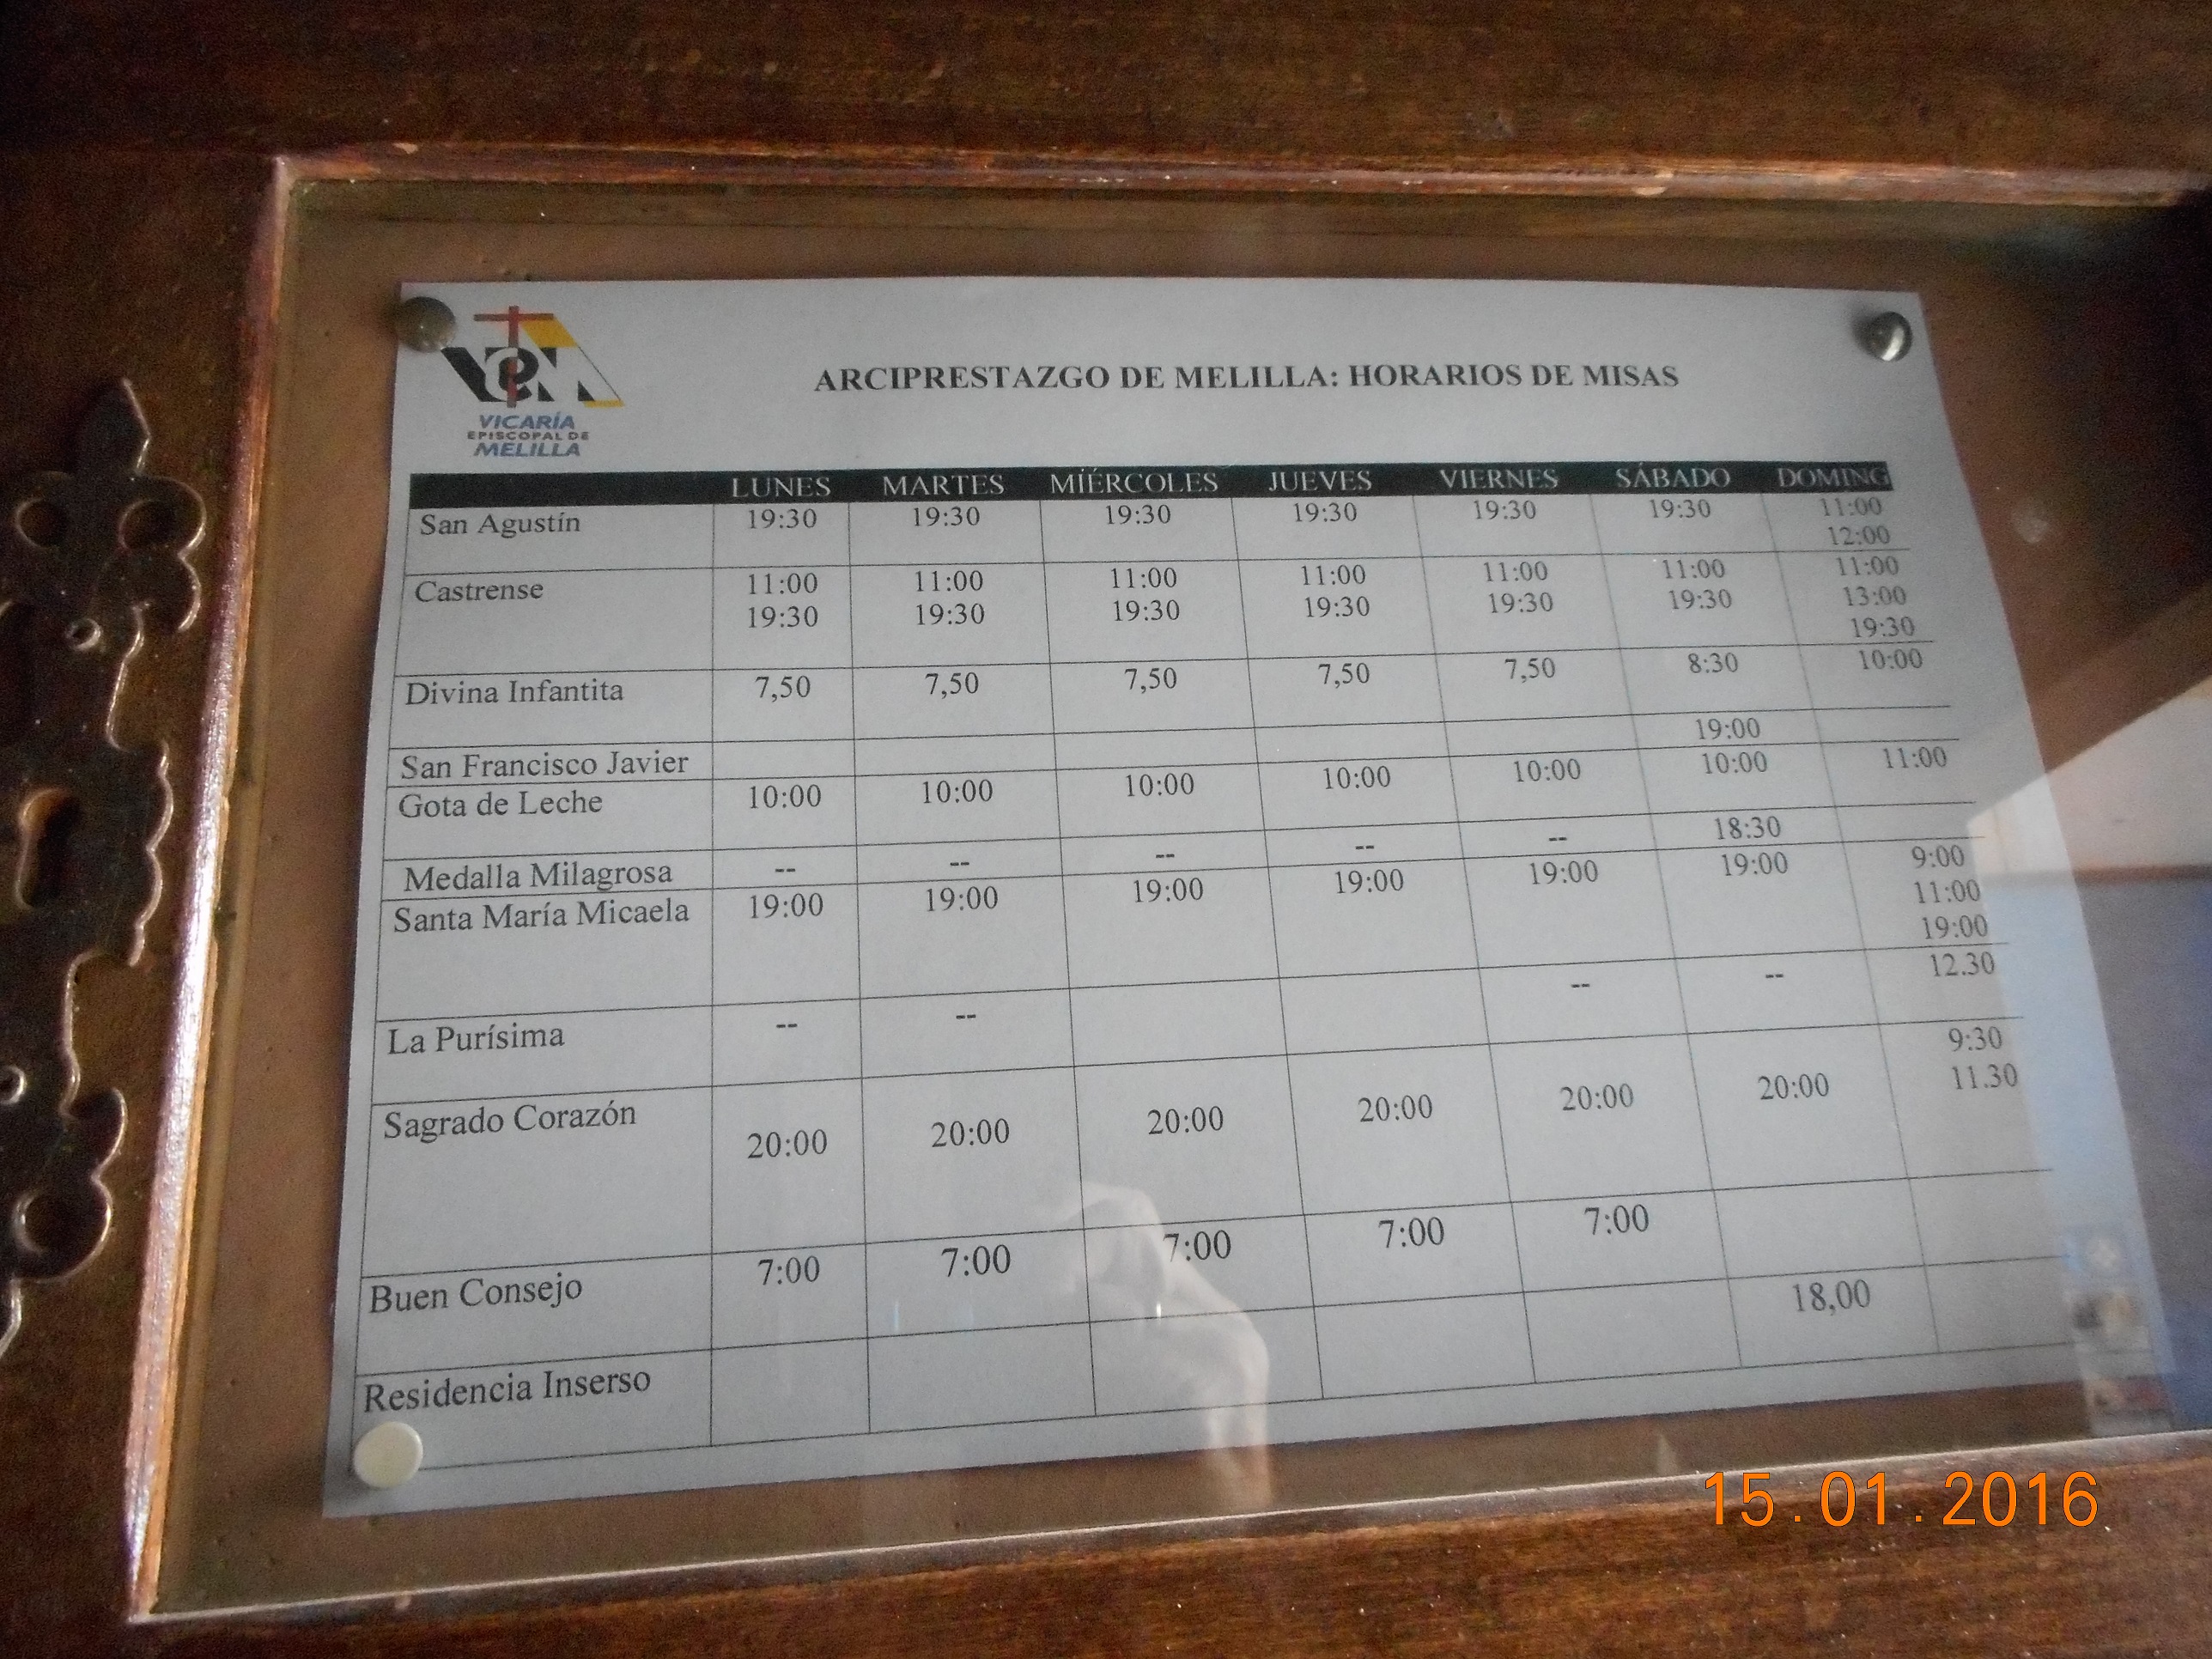 VeM
VICARÍA
EPISCOPAL DE
MELILLA
ARCIPRESTAZGO DE MELILLA: HORARIOS DE MISAS
LUNES MARTES MIÉRCOLES JUEVES VIERNES SÁBADO DOMING
San Agustín 19:30 19:30 19:30 19:30 19:30 19:30 11:00
12:00
Castrense 11:00 11:00 11:00 11:00 11:00 11:00 11:00
19:30 19:30 19:30 19:30 19:30 19:30 13:00
19:30
Divina Infantita 7,50 7,50 7,50 7,50 7,50 8:30 10:00
San Francisco Javier 19:00
Gota de Leche 10:00 10:00 10:00 10:00 10:00 10:00 11:00
Medalla Milagrosa -- -- -- -- -- 18:30
Santa María Micaela 19:00 19:00 19:00 19:00 19:00 19:00 9:00
11:00
19:00
La Purísima -- -- -- -- 12.30
Sagrado Corazón 9:30
20:00 20:00 20:00 20:00 20:00 20:00 11.30
Buen Consejo 7:00 7:00 7:00 7:00 7:00
Residencia Inserso 18,00
15.01.2016